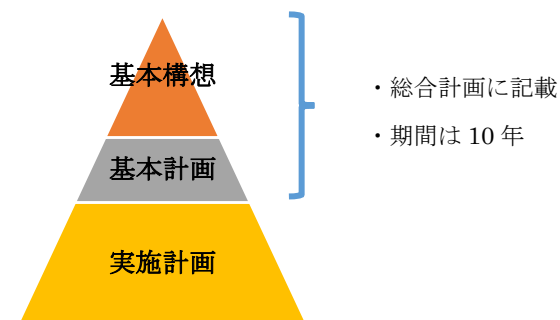 基本構想
・総合計画に記載
・期間は 10 年
基本計画
実施計画